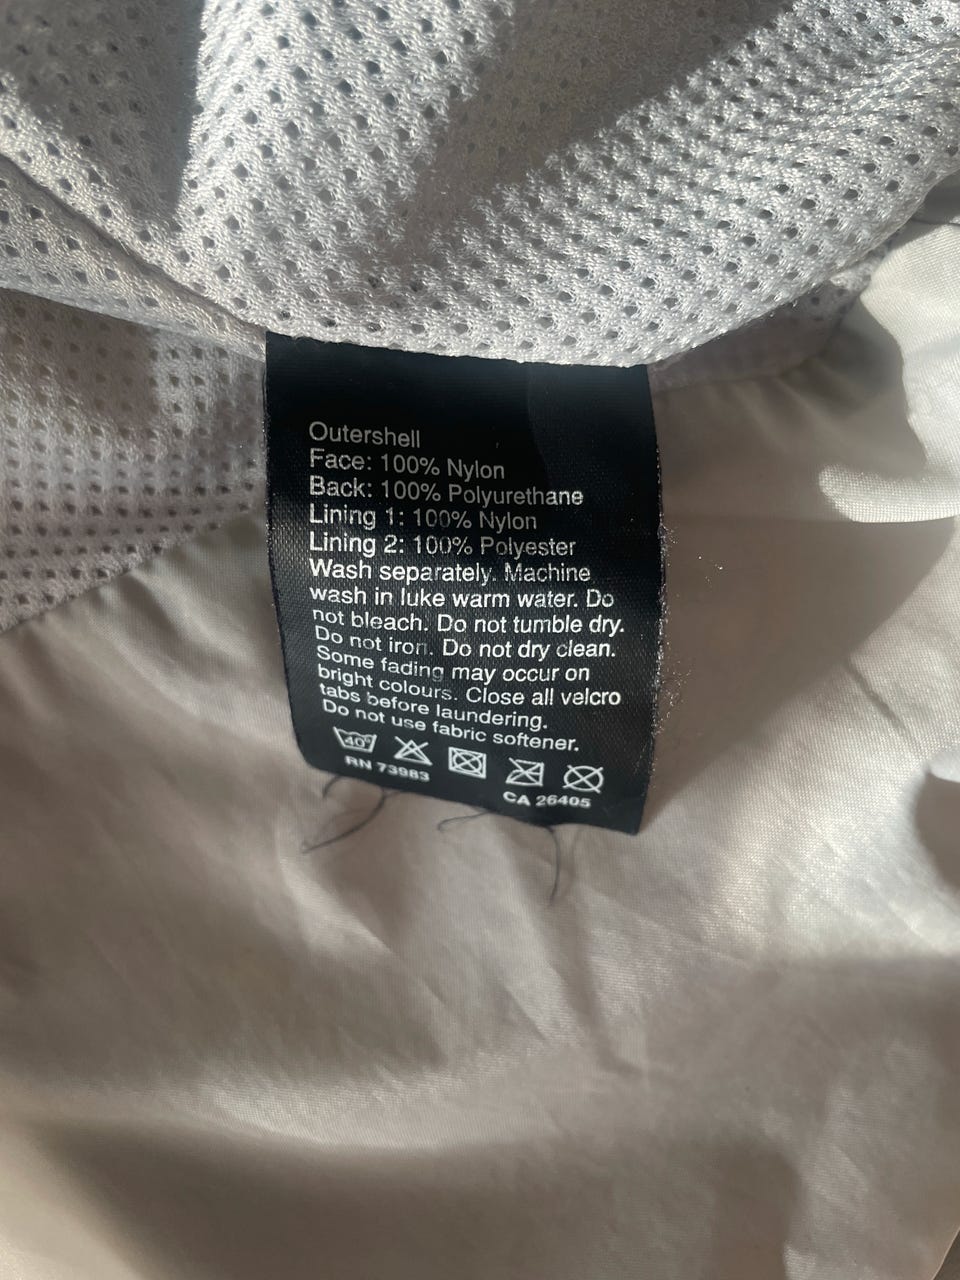 Outershell
Face: 100% Nylon
Back: 100% Polyurethane
Lining 1: 100% Nylon
Lining 2: 100% Polyester
Wash separately. Machine
wash in luke warm water. Do
not bleach. Do not tumble dry.
Do not iron. Do not dry clean.
Some fading may occur on
bright colours. Close all velcro
tabs before laundering.
Do not use fabric softener.
40°
RN 73983
CA 26405